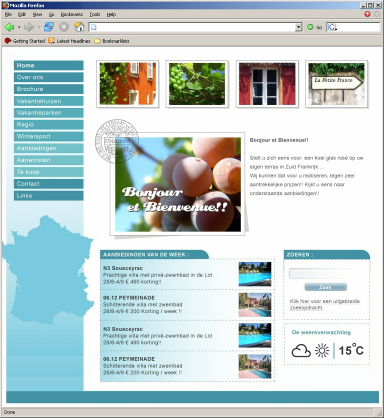 Mozilla Firefox
File Edit View Go Bookmarks Tools Help
Go
Getting Started Latest Headlines Bookmarklets
Home
Over ons
Brochure
Vakantiehuizen
Vakantieparken
Regio
Wintersport
Aanbiedingen
Aanwinsten
Te koop
Contact
Links
La Petite France
Bonjour
et Bienvenue!!
Bonjour et Bienvenue!!
Stelt u zich eens voor: een koel glas rosé op uw
eigen terras in Zuid Frankrijk ...
Wij kunnen dat voor u realiseren, tegen zeer
aantrekkelijke prijzen! Kijkt u eens naar
onderstaande aanbiedingen!!
AANBIEDINGEN VAN DE WEEK :
N3 Sousceyrac
Prachtige villa met privé-zwembad in de Lot
28/8-4/9 € 490 korting!!
06.12 PEYMEINADE
Schitterende villa met zwembad
28/8-4/9 € 200 Korting / week !!
N3 Sousceyrac
Prachtige villa met privé-zwembad in de Lot
28/8-4/9 € 490 korting!!
06.12 PEYMEINADE
Schitterende villa met zwembad
28/8-4/9 € 200 Korting / week !!
ZOEKEN :
Zoek
Klik hier voor een uitgebreide
zoekopdracht
De weersverwachting
15°C
Done